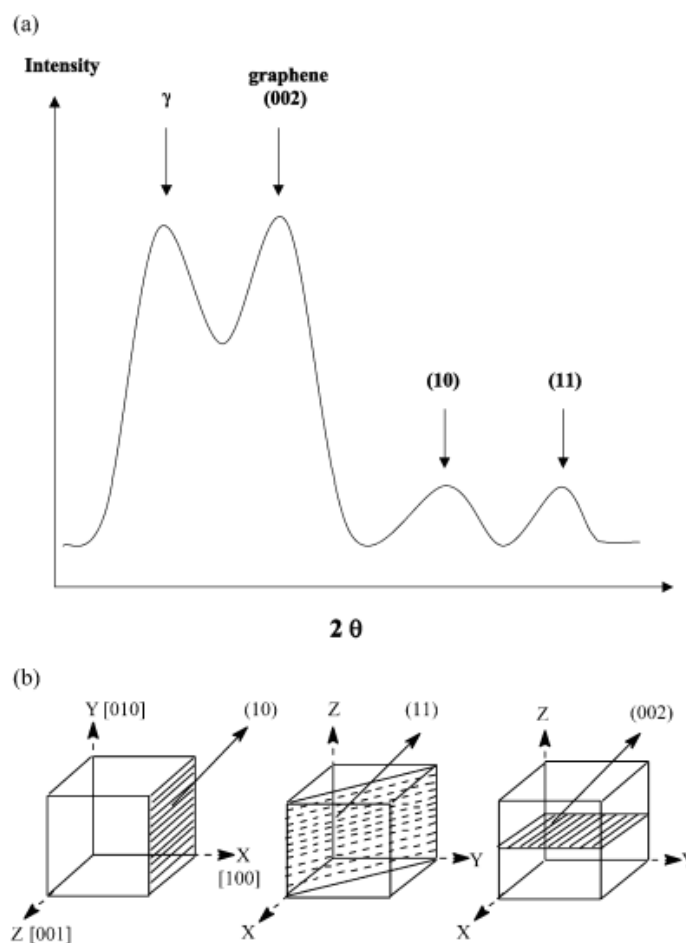 (a)
Intensity
γ
graphene
(002)
(10)
(11)
2 θ
(b)
Y [010]
(10)
X
[100]
Z [001]
Z
(11)
Y
X
Z
(002)
Y
X